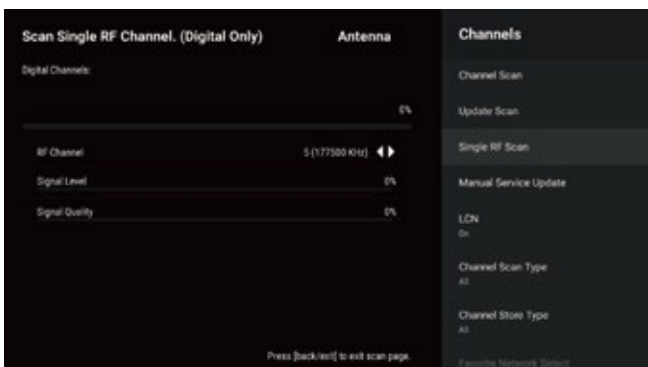 Scan Single RF Channel. (Digital Only)
Antenna
Digital Channels:
0%
RF Channel
5 (177500 KHz)
Signal Level
0%
Signal Quality
0%
Press [back/exit] to exit scan page.
Channels
Channel Scan
Update Scan
Single RF Scan
Manual Service Update
LCN
On
Channel Scan Type
All
Channel Store Type
All
Favorite Network Select